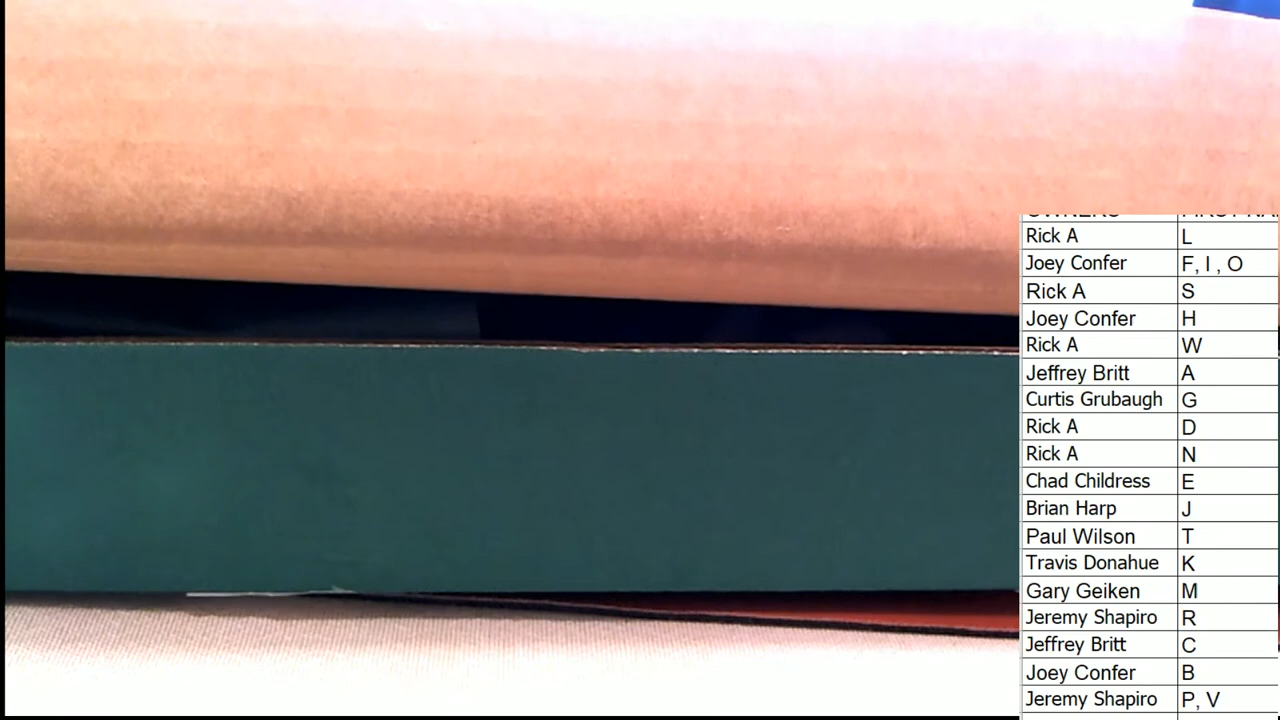 Rick A L
Joey Confer F, I , O
Rick A S
Joey Confer H
Rick A W
Jeffrey Britt A
Curtis Grubaugh G
Rick A D
Rick A N
Chad Childress E
Brian Harp J
Paul Wilson T
Travis Donahue K
Gary Geiken M
Jeremy Shapiro R
Jeffrey Britt C
Joey Confer B
Jeremy Shapiro P, V